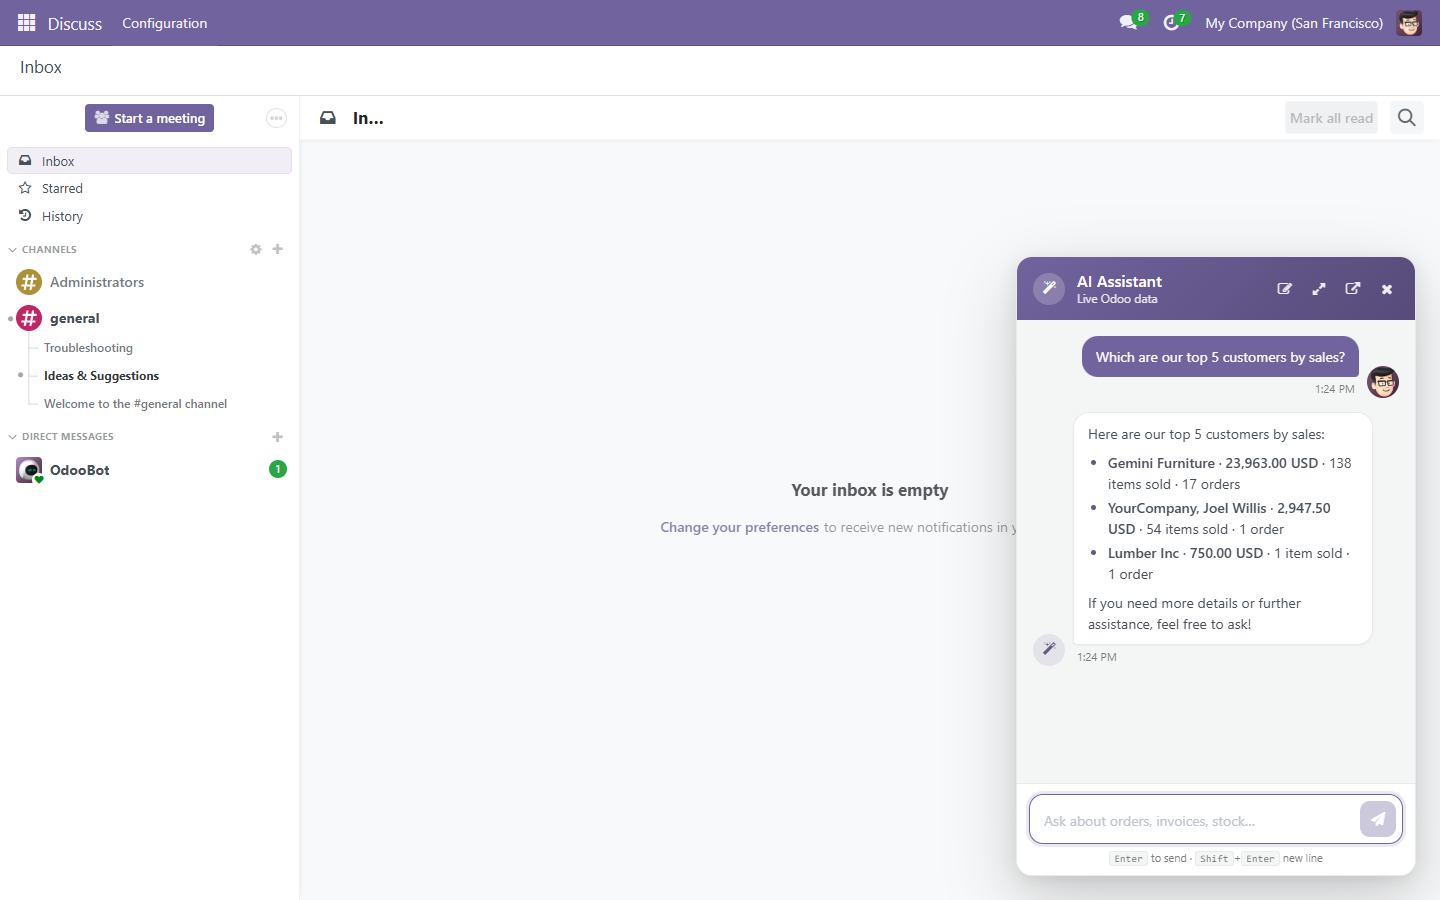 Discuss
Configuration
8
7
My Company (San Francisco)
Inbox
Start a meeting
In...
Mark all read
Inbox
Starred
History
CHANNELS
Administrators
general
Troubleshooting
Ideas & Suggestions
Welcome to the #general channel
DIRECT MESSAGES
OdooBot
1
Your inbox is empty
Change your preferences to receive new notifications in
AI Assistant
Live Odoo data
Which are our top 5 customers by sales?
1:24 PM
Here are our top 5 customers by sales:
• Gemini Furniture · 23,963.00 USD · 138
items sold · 17 orders
• YourCompany, Joel Willis · 2,947.50
USD · 54 items sold · 1 order
• Lumber Inc · 750.00 USD · 1 item sold ·
1 order
If you need more details or further
assistance, feel free to ask!
1:24 PM
Ask about orders, invoices, stock...
Enter to send · Shift + Enter new line